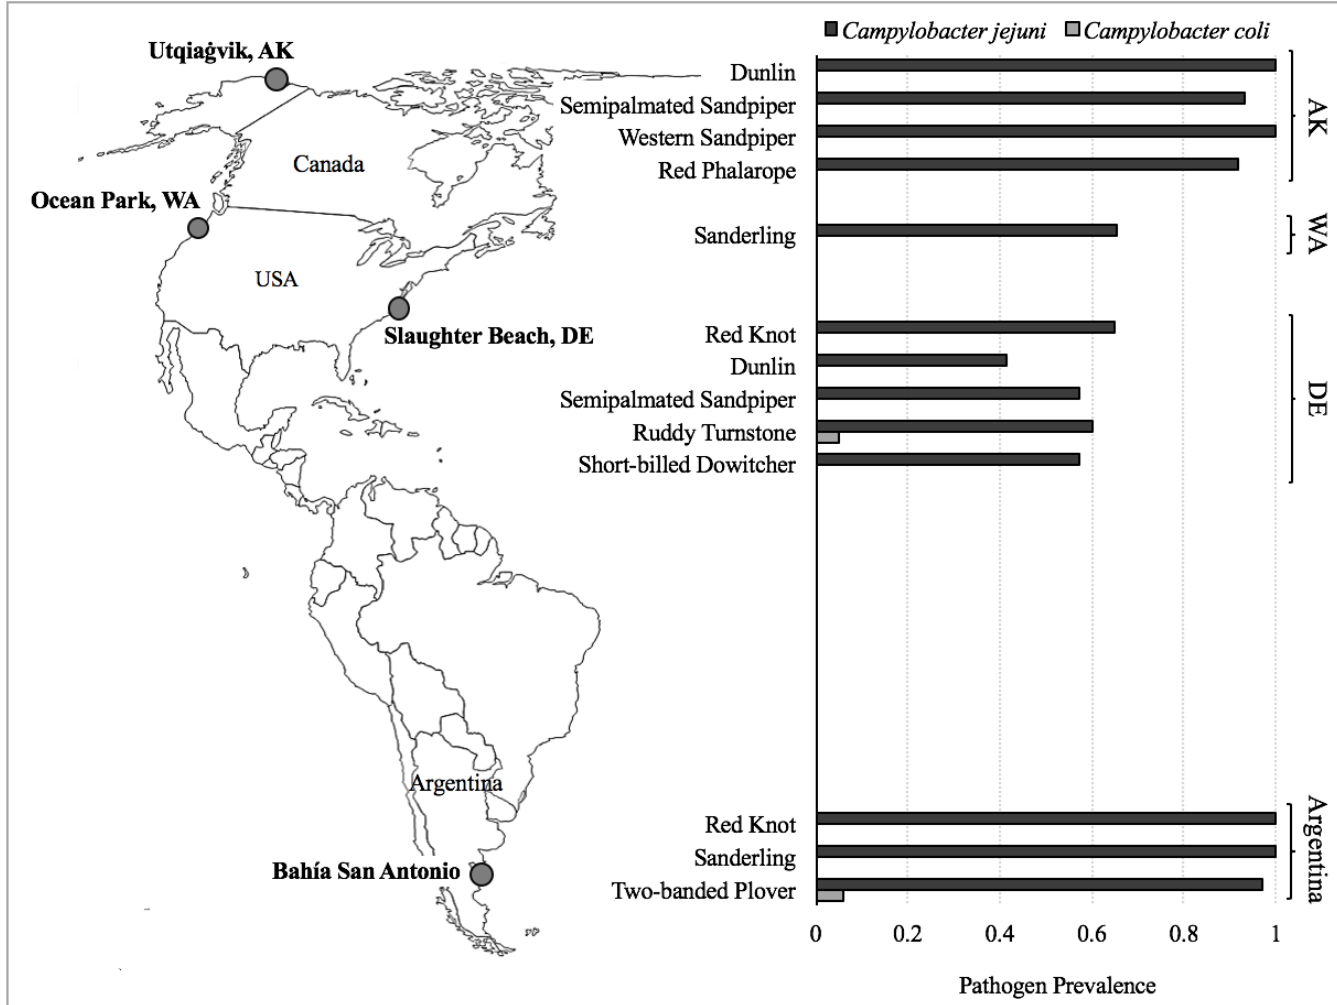 Campylobacter jejuni
Campylobacter coli
Utqiaġvik, AK
Canada
Ocean Park, WA
USA
Slaughter Beach, DE
Argentina
Bahía San Antonio
Dunlin
Semipalmated Sandpiper
Western Sandpiper
Red Phalarope
AK
Sanderling
WA
Red Knot
Dunlin
Semipalmated Sandpiper
Ruddy Turnstone
Short-billed Dowitcher
DE
Red Knot
Sanderling
Two-banded Plover
Argentina
0 0.2 0.4 0.6 0.8 1
Pathogen Prevalence